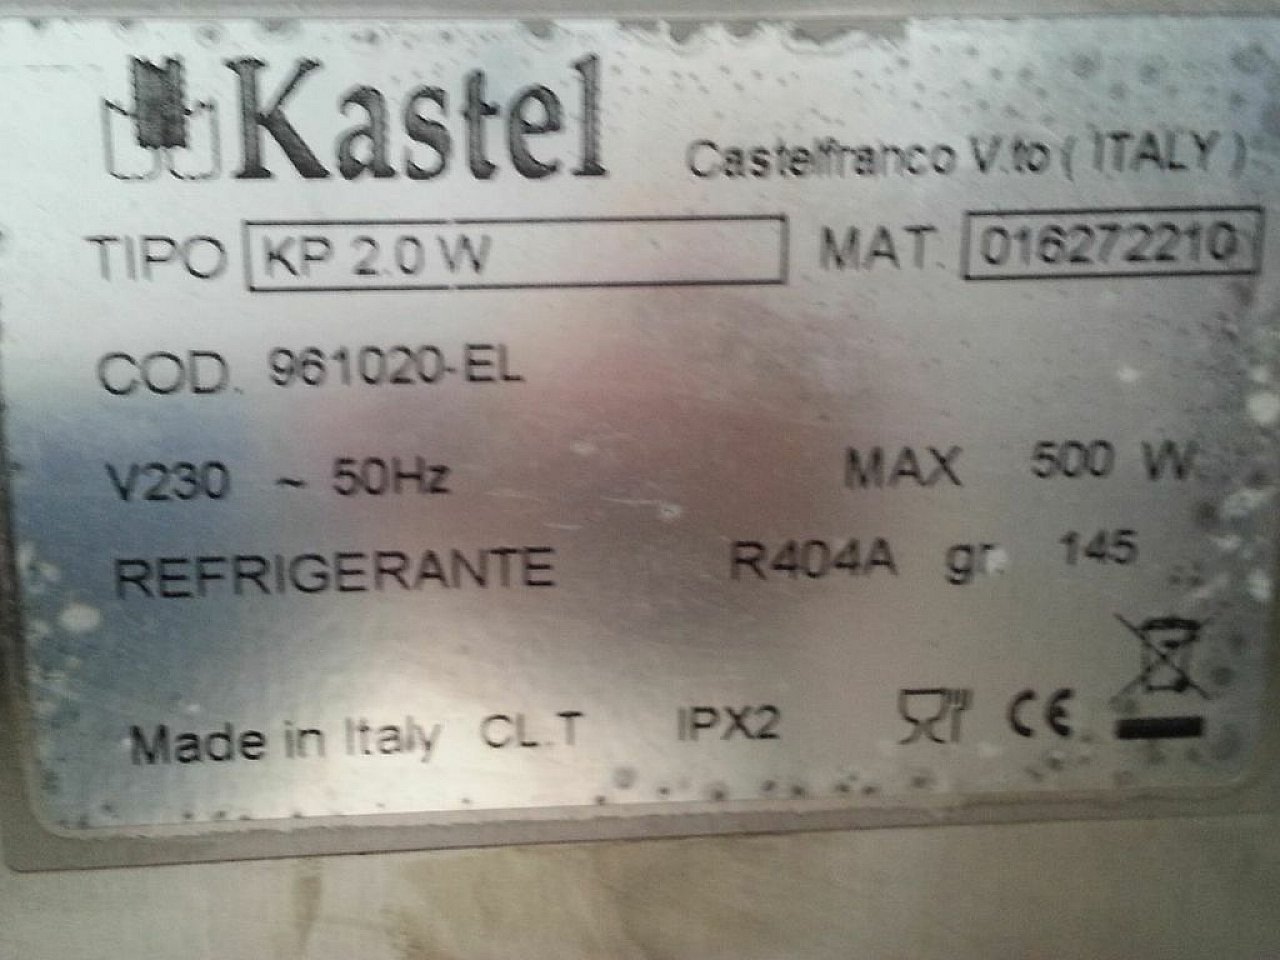 Kastel
Castelfranco V.to ( ITALY )
TIPO KP 2.0 W MAT. 016272210
COD. 961020-EL
V230 ~ 50Hz MAX 500 W
REFRIGERANTE R404A gr. 145
Made in Italy CL.T IPX2 CE